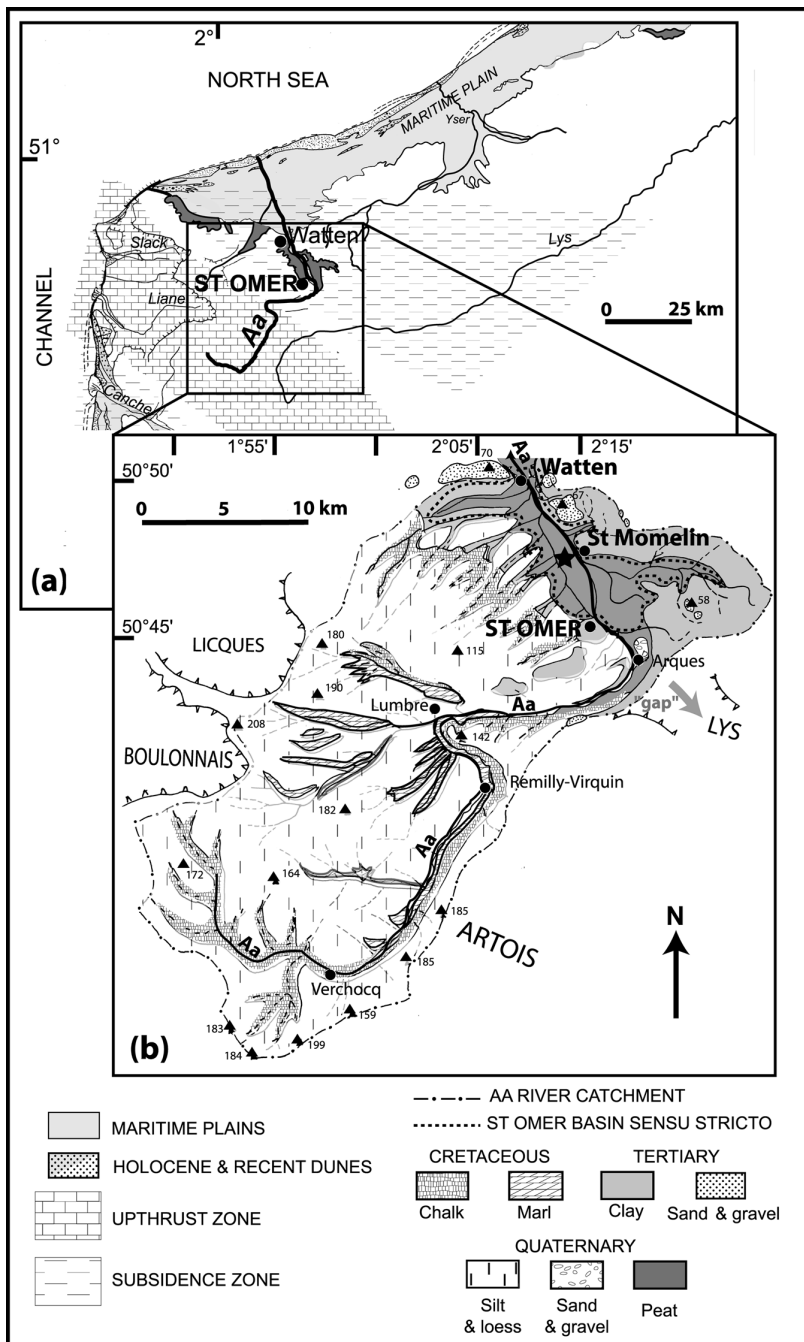 2°
NORTH SEA
MARITIME PLAIN
Yser
51°
Slack
Watten
Lys
ST OMER
Liane
CHANNEL
Aa
0 25 km
Canche
1°55' 2°05' 2°15'
50°50'
Aa
70
Watten
0 5 10 km
67
St Momelin
(a)
58
50°45'
ST OMER
LICQUES
180
115
Arques
190
Lumbre
Aa
"gap"
208
142
LYS
BOULONNAIS
Remilly-Virquin
182
Aa
172
164
185
N
ARTOIS
Aa
185
Verchocq
159
183
199
184
(b)
AA RIVER CATCHMENT
ST OMER BASIN SENSU STRICTO
MARITIME PLAINS
HOLOCENE & RECENT DUNES
UPTHRUST ZONE
SUBSIDENCE ZONE
CRETACEOUS TERTIARY
Chalk Marl Clay Sand & gravel
QUATERNARY
Silt & loess
Sand & gravel
Peat